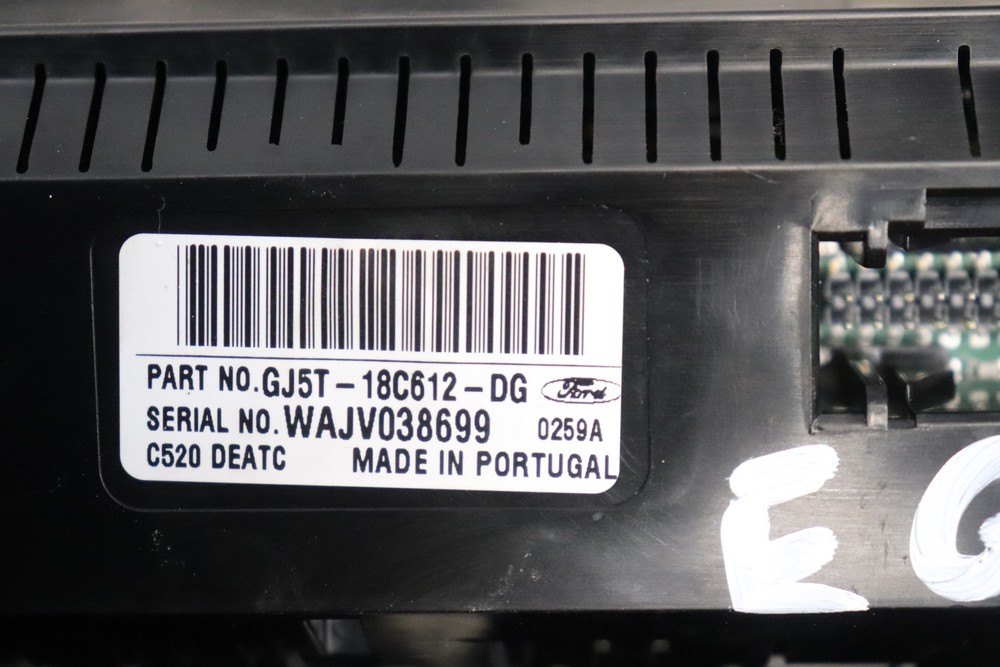 PART NO. GJ5T-18C612-DG Ford
SERIAL NO. WAJV038699 0259A
C520 DEATC MADE IN PORTUGAL
E